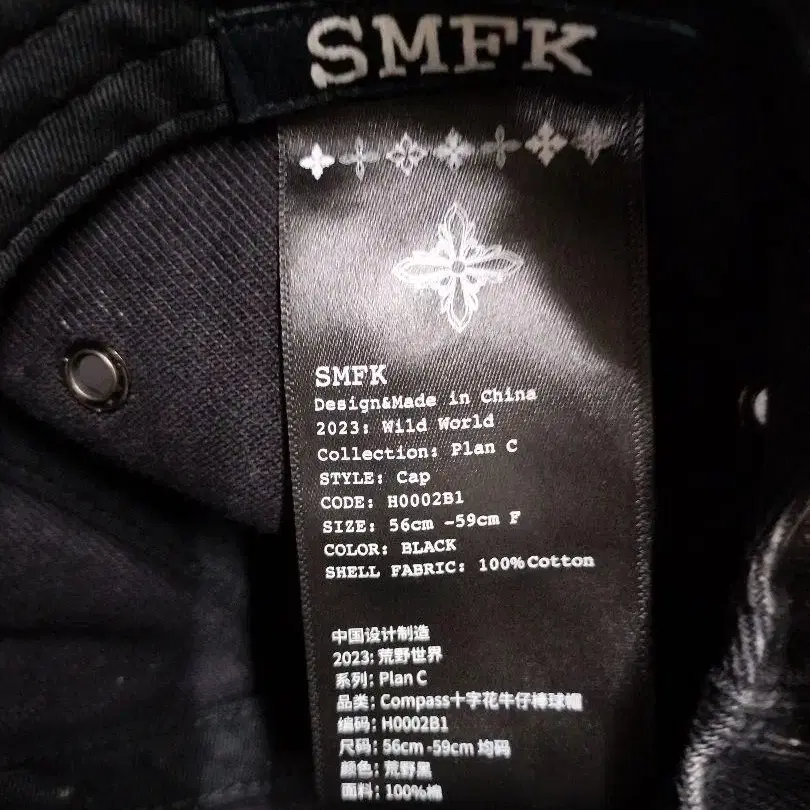 SMFK
SMFK
Design&Made in China
2023: Wild World
Collection: Plan C
STYLE: Cap
CODE: H0002B1
SIZE: 56cm -59cm F
COLOR: BLACK
SHELL FABRIC: 100%Cotton
中国设计制造
2023: 荒野世界
系列: Plan C
品类: Compass十字花牛仔棒球帽
编码: H0002B1
尺码: 56cm -59cm 均码
颜色: 荒野黑
面料: 100%棉